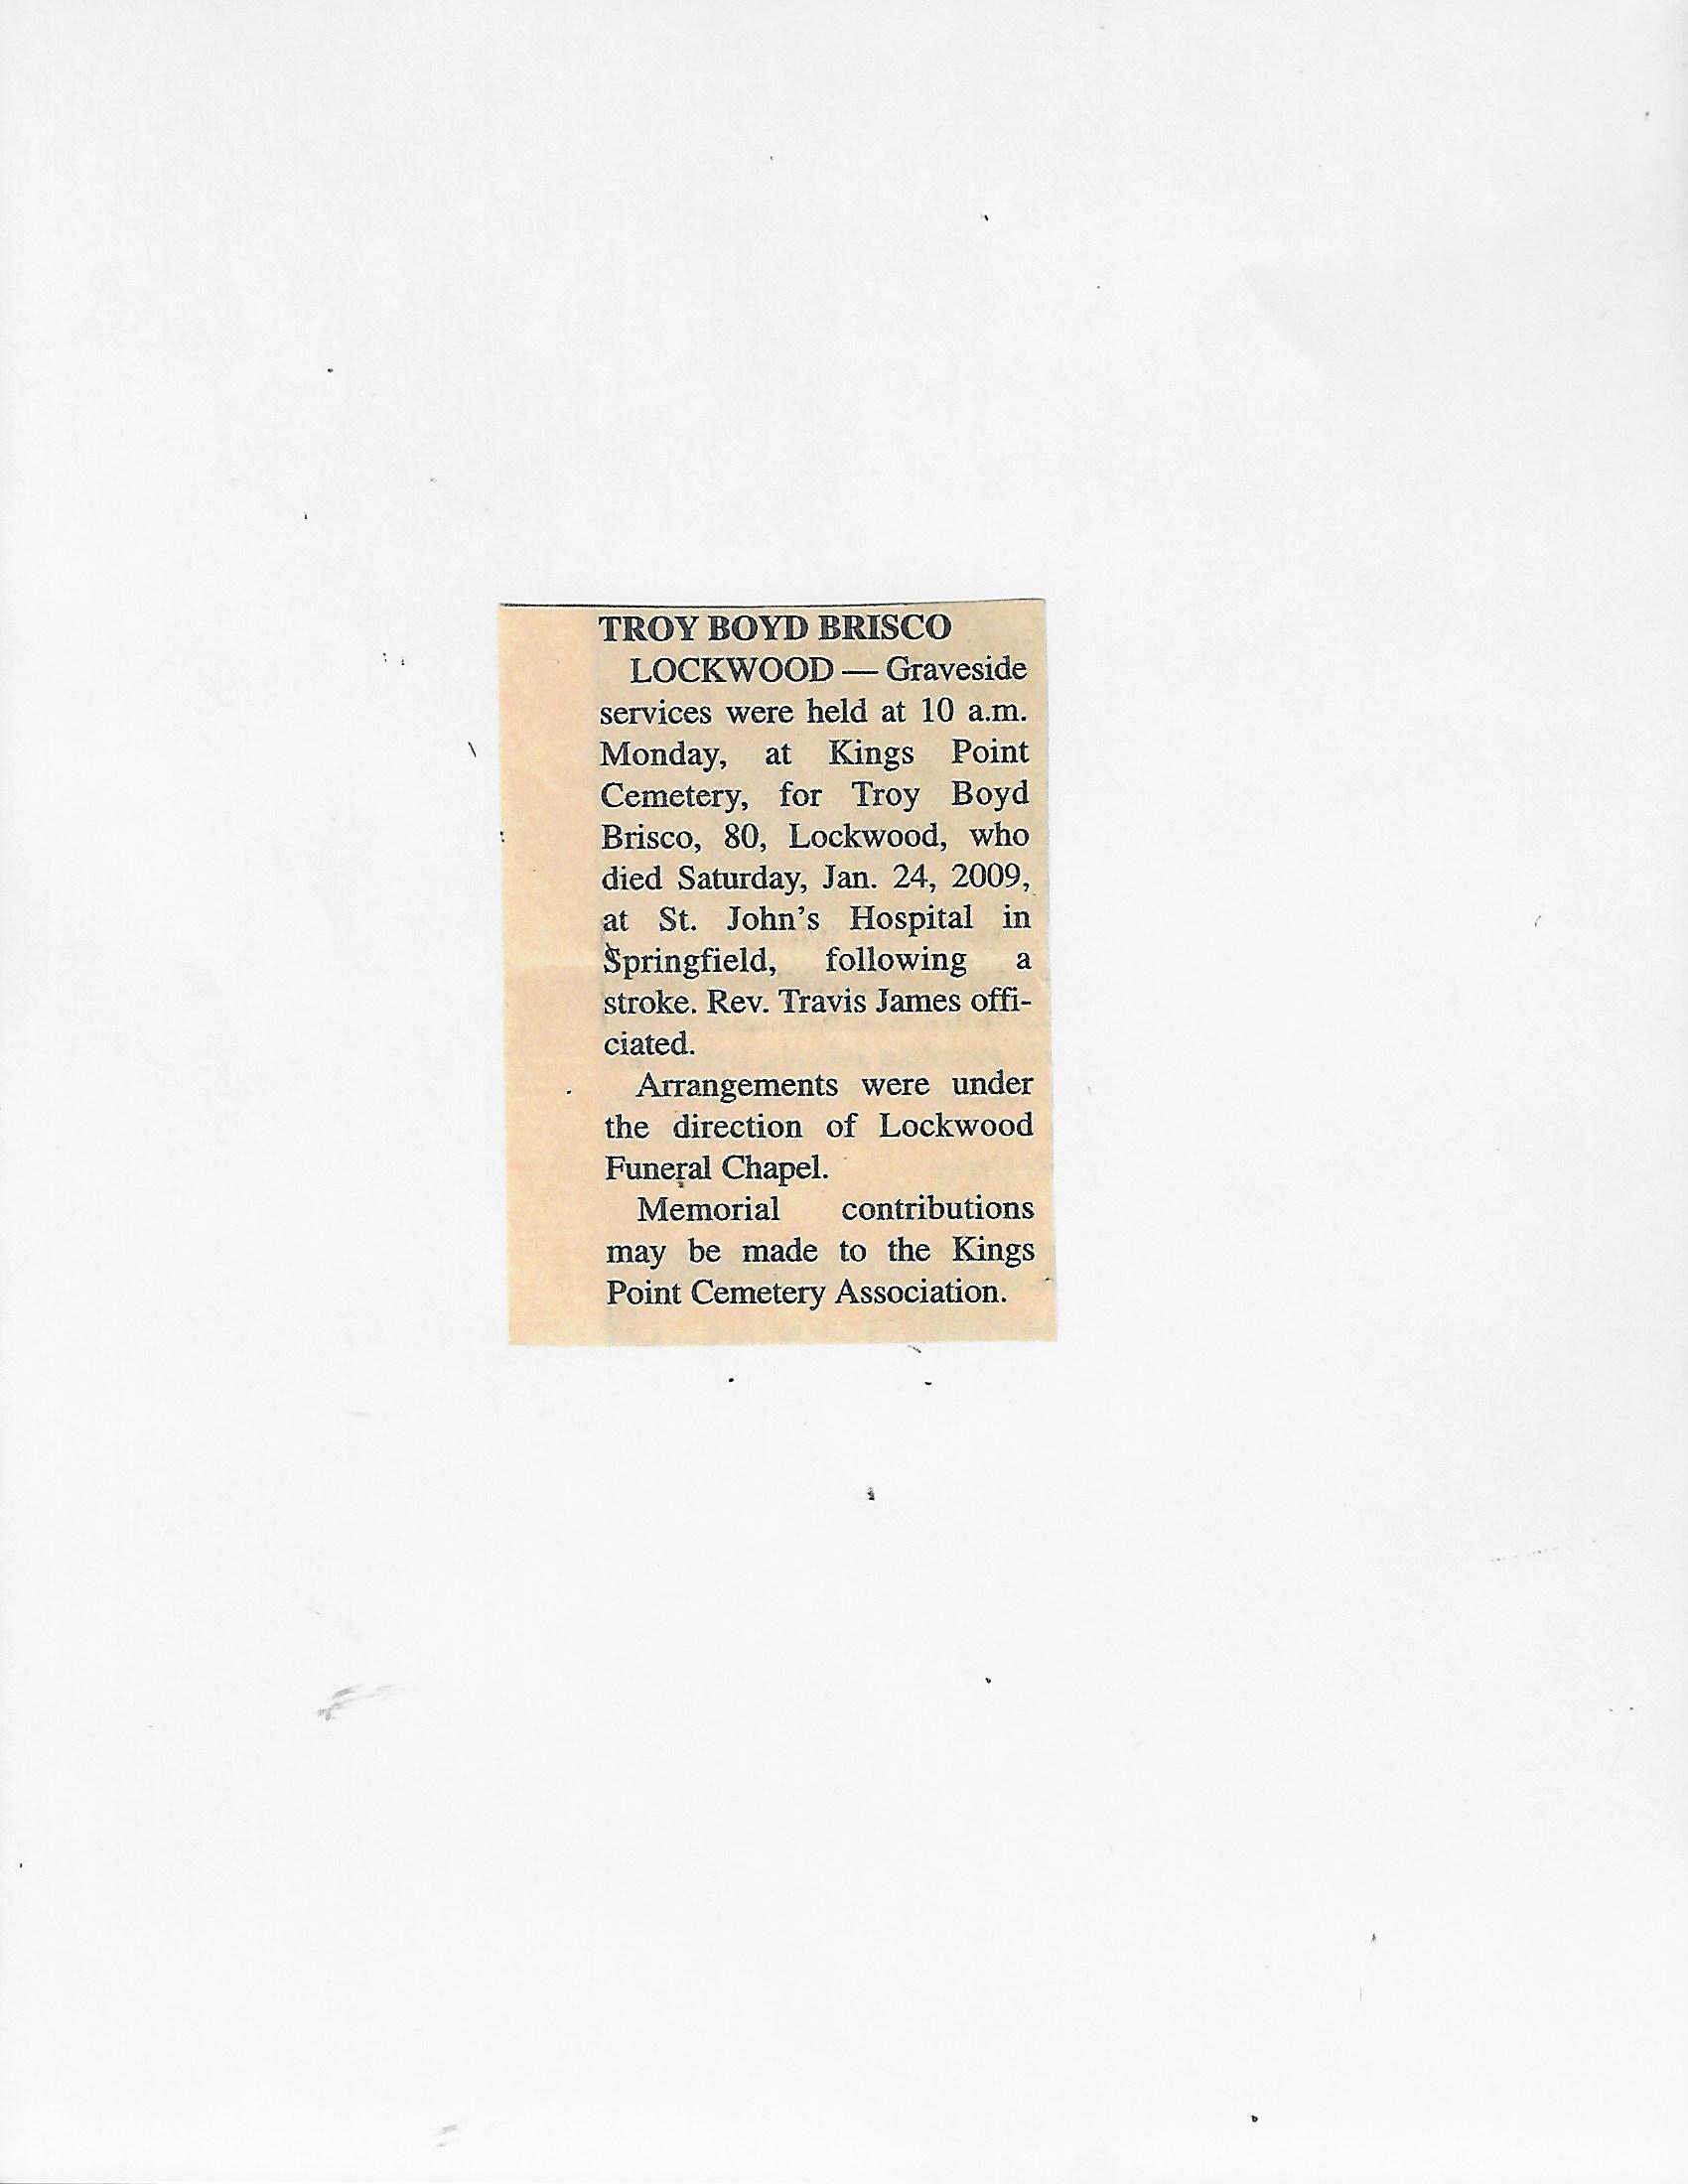 TROY BOYD BRISCO
LOCKWOOD — Graveside
services were held at 10 a.m.
Monday, at Kings Point
Cemetery, for Troy Boyd
Brisco, 80, Lockwood, who
died Saturday, Jan. 24, 2009,
at St. John's Hospital in
Springfield, following a
stroke. Rev. Travis James offi-
ciated.
Arrangements were under
the direction of Lockwood
Funeral Chapel.
Memorial contributions
may be made to the Kings
Point Cemetery Association.